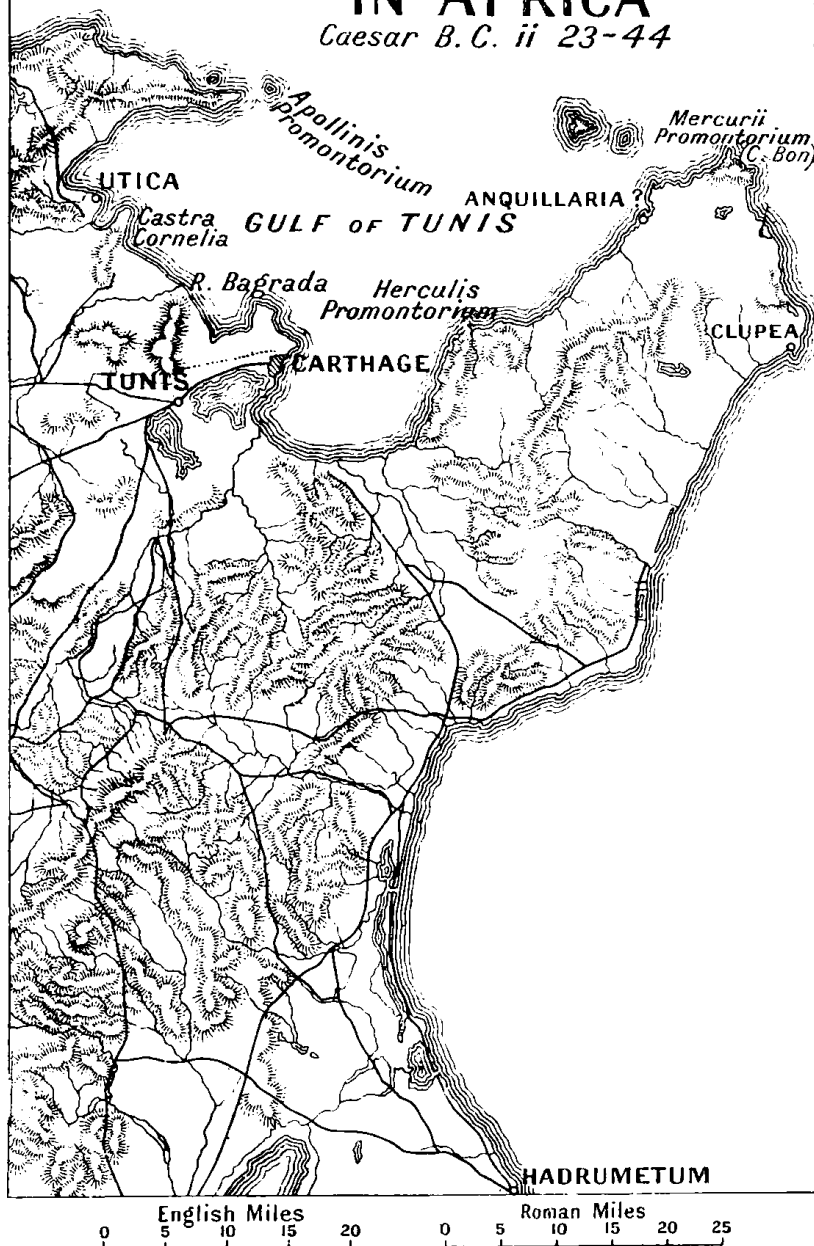 IN AFRICA
Caesar B.C. ii 23-44
Apollinis
Promontorium
Mercurii
Promontorium
(C. Bon)
UTICA
ANQUILLARIA ?
Castra
Cornelia
GULF OF TUNIS
R. Bagrada
Herculis
Promontorium
CLUPEA
CARTHAGE
TUNIS
HADRUMETUM
English Miles
0 5 10 15 20
Roman Miles
0 5 10 15 20 25